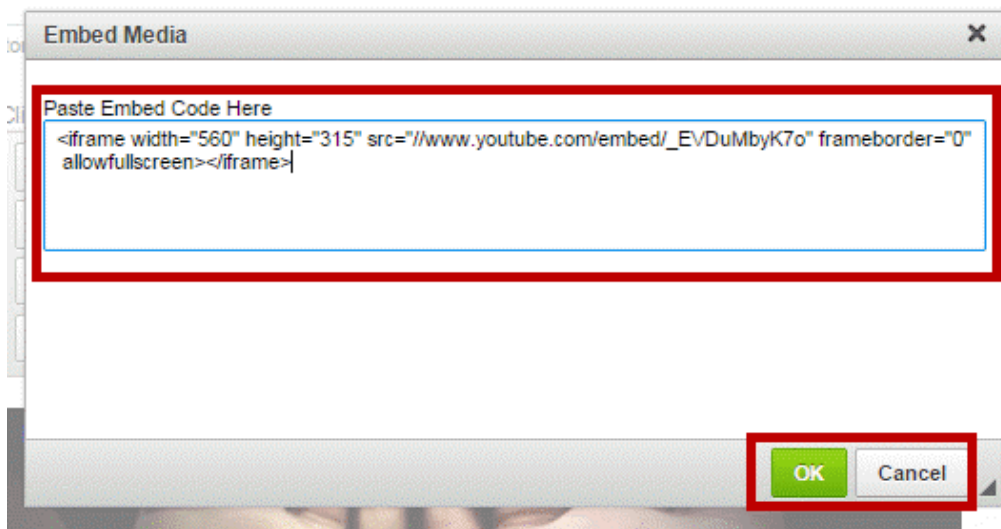 Embed Media
Paste Embed Code Here
<iframe width="560" height="315" src="//www.youtube.com/embed/_EVDuMbyK7o" frameborder="0"
allowfullscreen></iframe>
OK Cancel